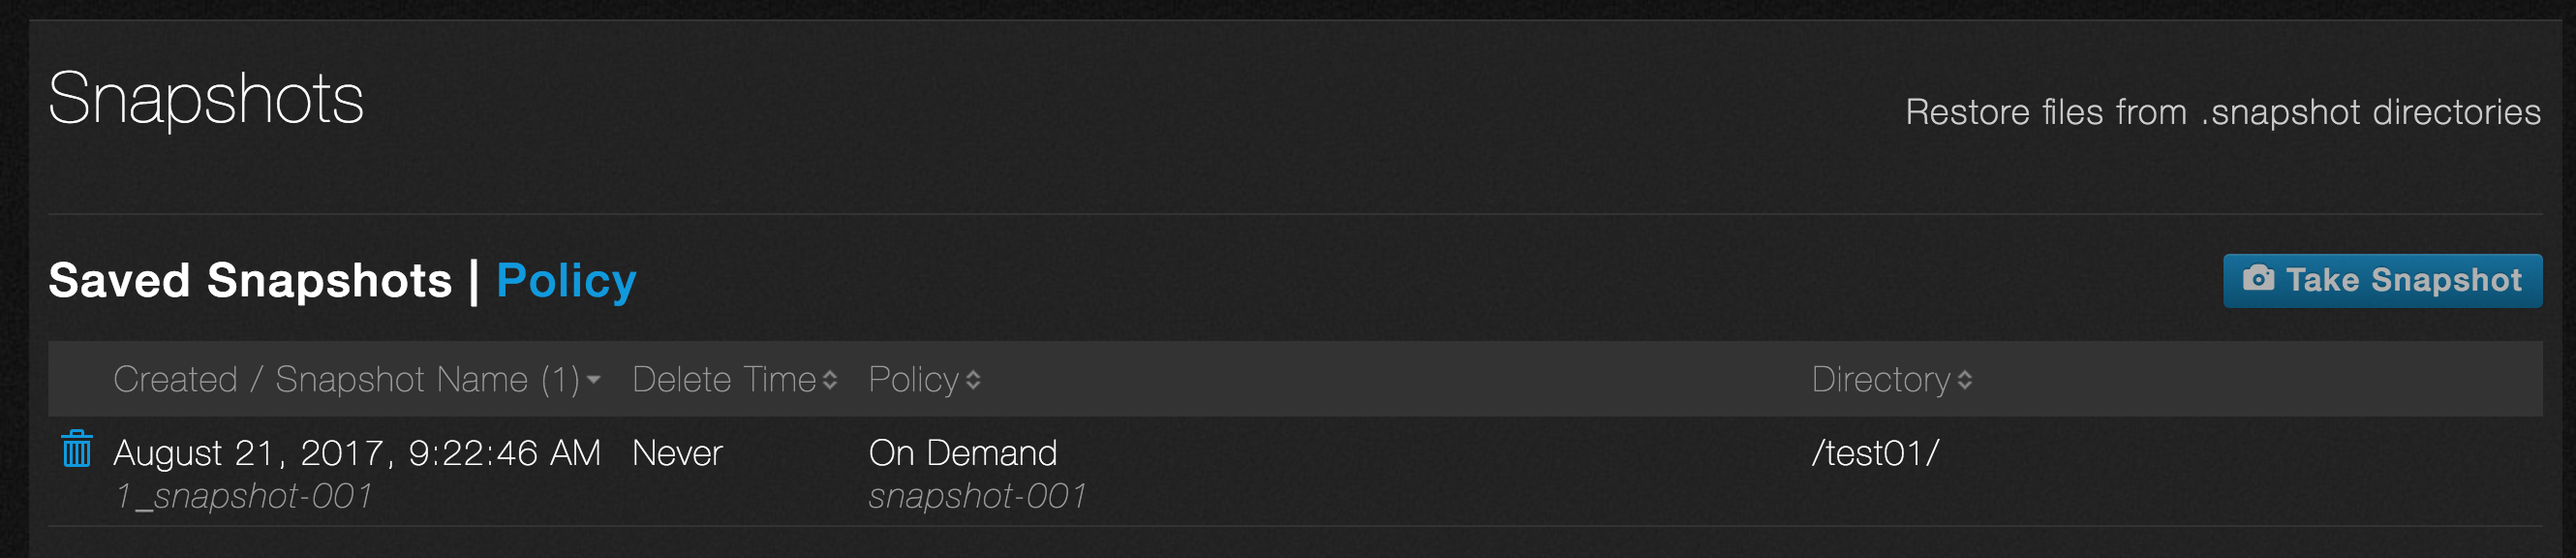 Snapshots
Restore files from .snapshot directories
Saved Snapshots | Policy
Take Snapshot
Created / Snapshot Name (1) Delete Time Policy Directory
August 21, 2017, 9:22:46 AM Never On Demand /test01/
1_snapshot-001 snapshot-001